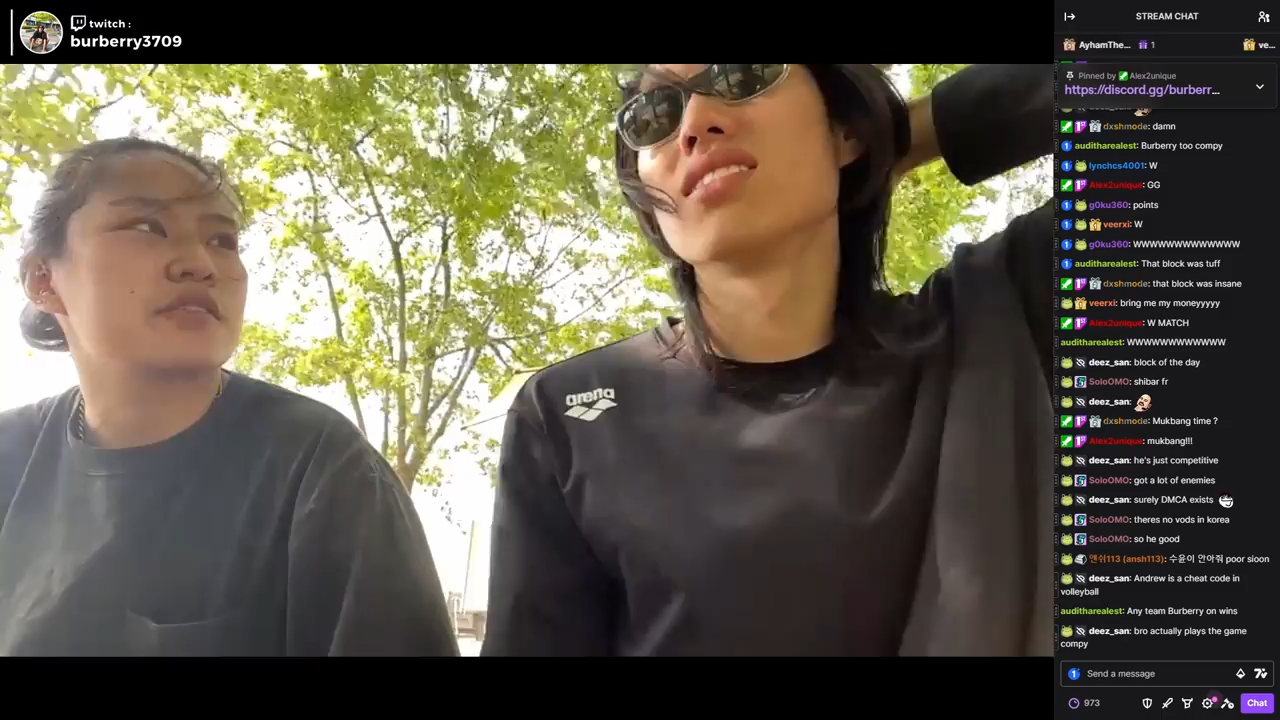 twitch :
burberry3709
arena
STREAM CHAT
AyhamThe... 1
ve...
Pinned by Alex2unique
https://discord.gg/burberr...
dxshmode: damn
auditharealest: Burberry too compy
lynchcs4001: W
Alex2unique: GG
g0ku360: points
veerxi: W
g0ku360: WWWWWWWWWWWWW
auditharealest: That block was tuff
dxshmode: that block was insane
veerxi: bring me my moneyyyyy
Alex2unique: W MATCH
auditharealest: WWWWWWWWWWWW
deez_san: block of the day
SoloOMO: shibar fr
deez_san:
dxshmode: Mukbang time ?
Alex2unique: mukbang!!!
deez_san: he's just competitive
SoloOMO: got a lot of enemies
deez_san: surely DMCA exists
SoloOMO: theres no vods in korea
SoloOMO: so he good
앤쉬113 (ansh113): 수윤이 안아줘 poor sioon
deez_san: Andrew is a cheat code in
volleyball
auditharealest: Any team Burberry on wins
deez_san: bro actually plays the game
compy
Send a message
973
Chat